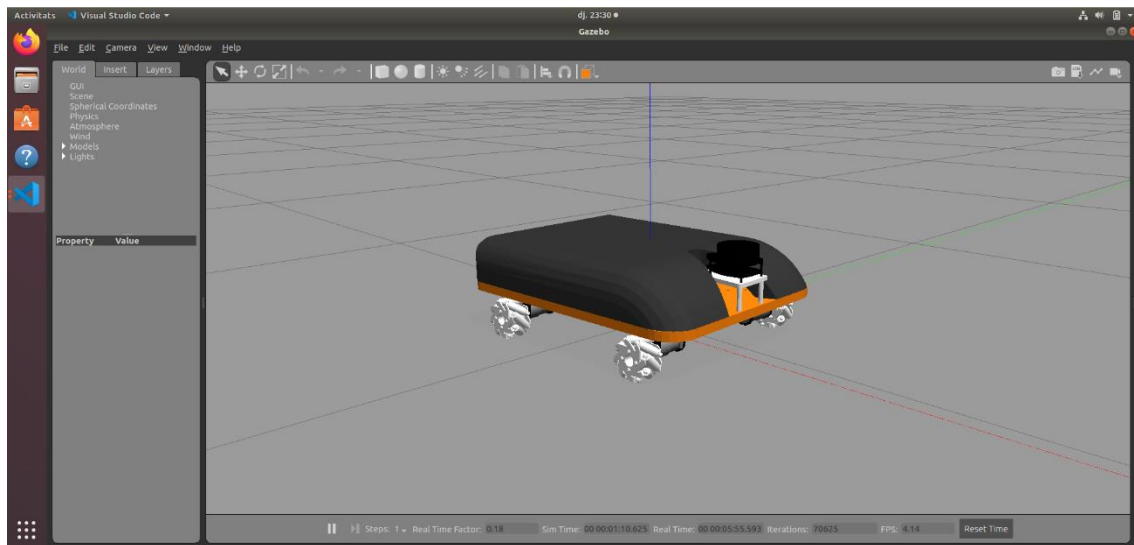 Activitats Visual Studio Code dj. 23:30
Gazebo
File Edit Camera View Window Help
World Insert Layers
GUI
Scene
Spherical Coordinates
Physics
Atmosphere
Wind
Models
Lights
Property Value
Steps: 1 Real Time Factor: 0.18 Sim Time: 00 00:01:10.625 Real Time: 00 00:05:55.593 Iterations: 70625 FPS: 4.14 Reset Time